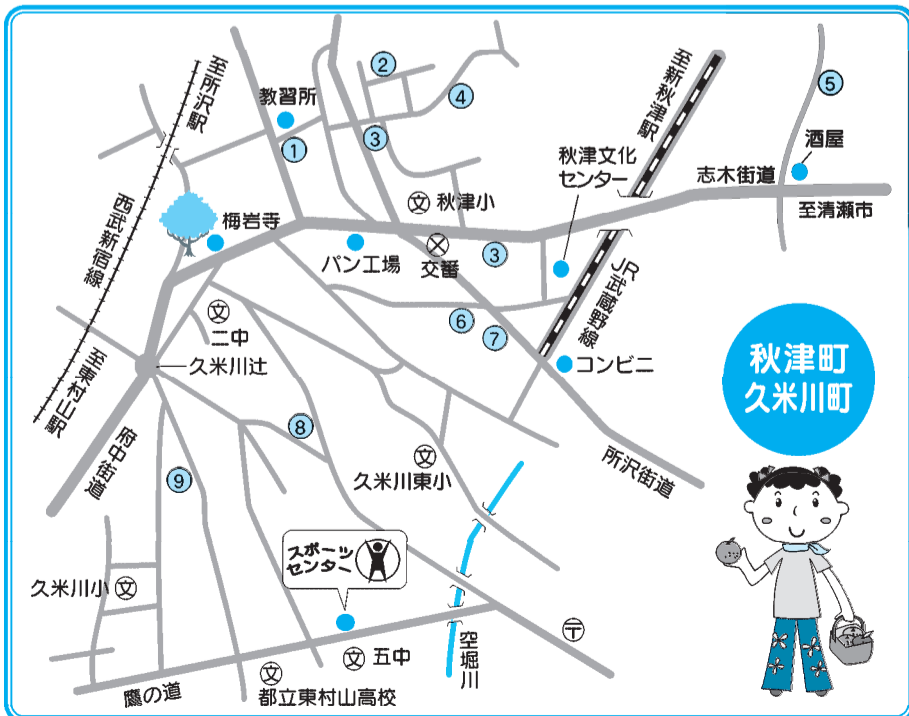 至所沢駅
教習所
②
④
至新秋津駅
⑤
①
③
秋津文化
センター
酒屋
志木街道
文
秋津小
至清瀬市
西武新宿線
梅岩寺
パン工場
交番
③
JR武蔵野線
文
二中
⑥
⑦
コンビニ
秋津町
久米川町
久米川辻
至東村山駅
府中街道
⑧
文
久米川東小
所沢街道
⑨
スポーツ
センター
久米川小
文
〒
文
五中
空堀川
鷹の道
文
都立東村山高校